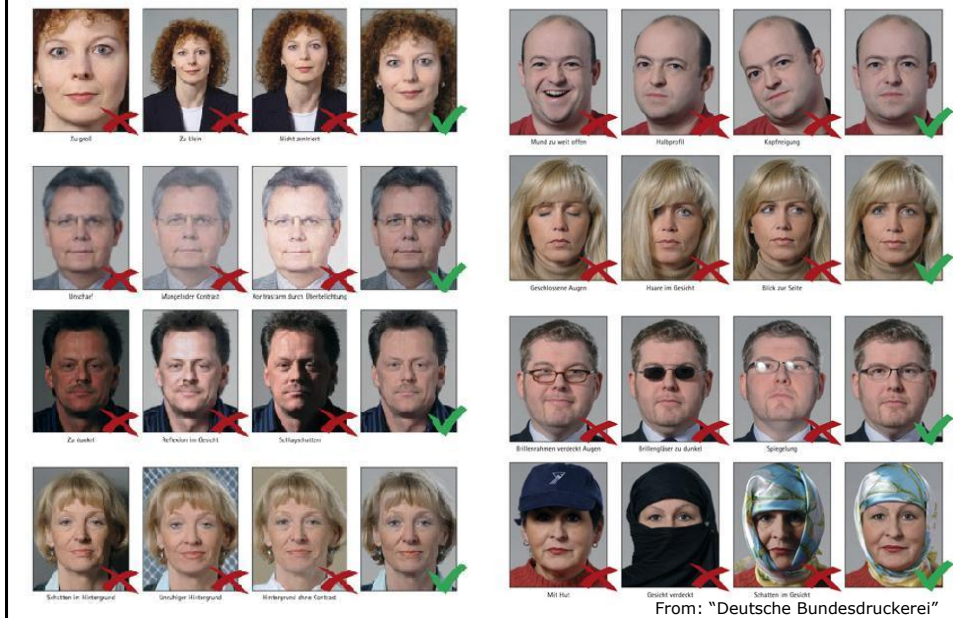 Zu groß
Zu klein
Nicht zentriert
Mund zu weit offen
Halbprofil
Kopfneigung
Unscharf
Mangelnder Contrast
Kontrastarm durch Überbelichtung
Geschlossene Augen
Haare im Gesicht
Blick zur Seite
Zu dunkel
Reflexion im Gesicht
Schlagschatten
Brillenrahmen verdeckt Augen
Brillengläser zu dunkel
Spiegelung
Schatten im Hintergrund
Unruhiger Hintergrund
Hintergrund ohne Contrast
Mit Hut
Gesicht verdeckt
Schatten im Gesicht
From: “Deutsche Bundesdruckerei”